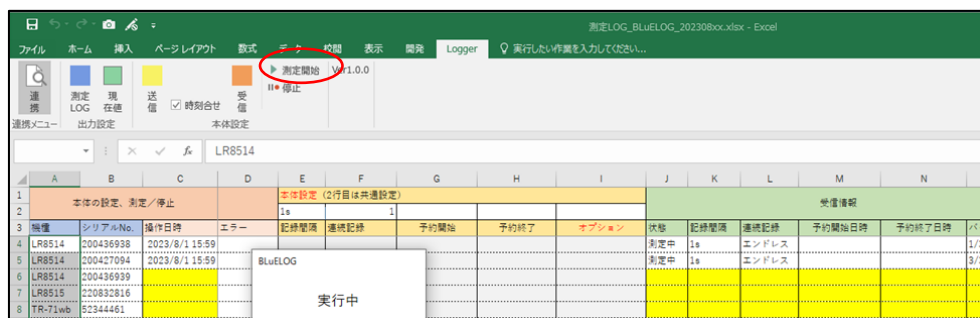 測定LOG_BLuELOG_202308xx.xlsx - Excel
ファイル ホーム 挿入 ページ レイアウト 数式 データ 校閲 表示 開発 Logger 実行したい作業を入力してください...
連携 測定LOG 現在値 送信 時刻合せ 受信 測定開始 Ver1.0.0
停止
連携メニュー 出力設定 本体設定
fx LR8514
A B C D E F G H I J K L M N
1 本体の設定、測定/停止 本体設定 (2行目は共通設定) 受信情報
2 1s 1
3 機種 シリアルNo. 操作日時 エラー 記録間隔 連続記録 予約開始 予約終了 オプション 状態 記録間隔 連続記録 予約開始日時 予約終了日時
4 LR8514 200436938 2023/8/1 15:59 測定中 1s エンドレス
5 LR8514 200427094 2023/8/1 15:59 測定中 1s エンドレス
BLuELOG
6 LR8514 200436939
7 LR8515 220832816
実行中
8 TR-71wb 52344461